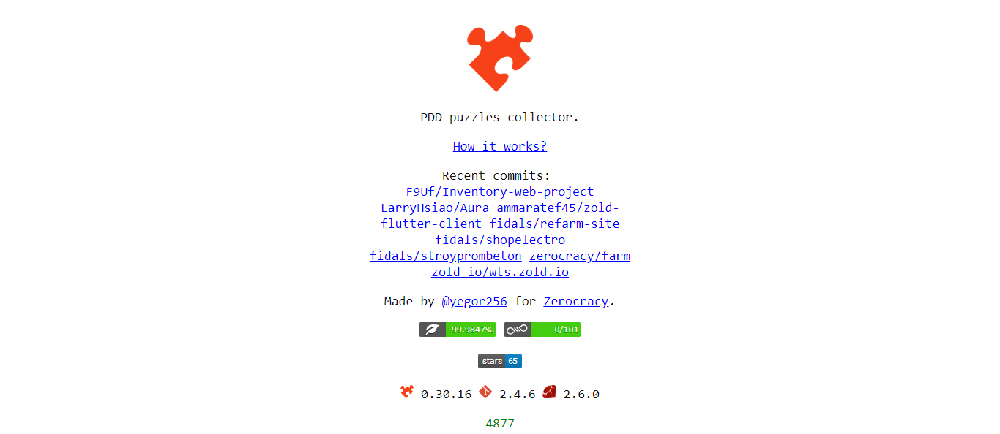 PDD puzzles collector.
How it works?
Recent commits:
F9Uf/Inventory-web-project
LarryHsiao/Aura ammaratef45/zold-
flutter-client fidals/refarm-site
fidals/shopelectro
fidals/stroyprombeton zerocracy/farm
zold-io/wts.zold.io
Made by @yegor256 for Zerocracy.
99.9847% 0/101
stars 65
0.30.16 2.4.6 2.6.0
4877